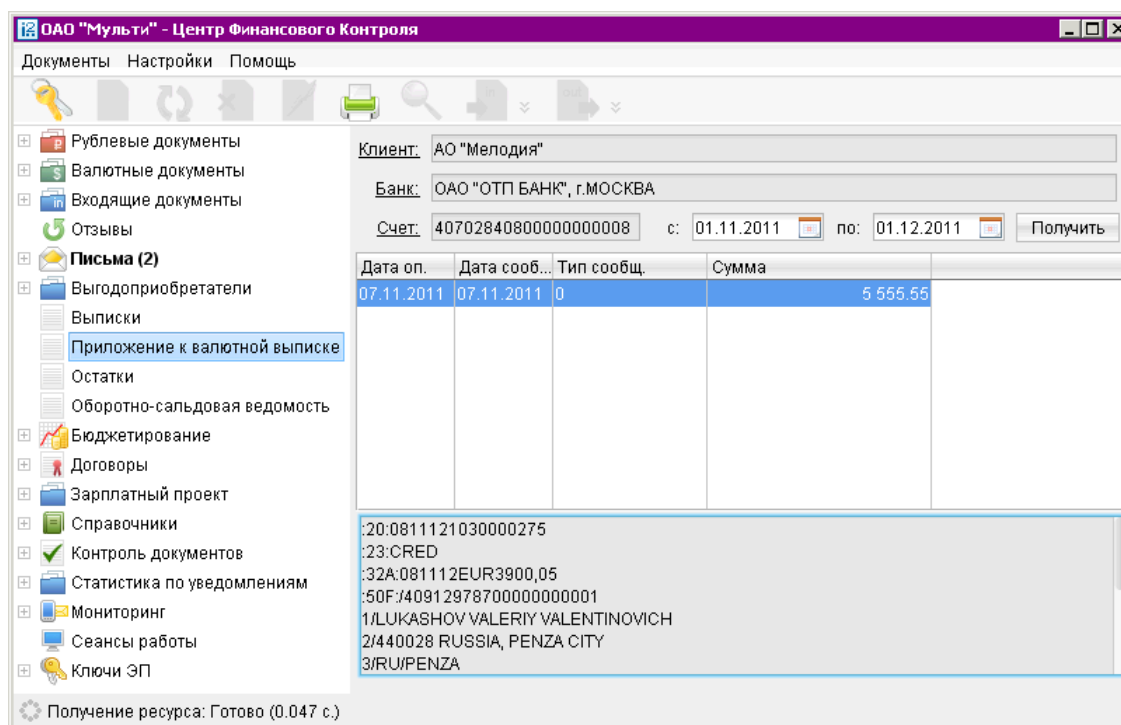 ОАО "Мульти" - Центр Финансового Контроля
Документы Настройки Помощь
in out
Рублевые документы
Валютные документы
Входящие документы
Отзывы
Письма (2)
Выгодоприобретатели
Выписки
Приложение к валютной выписке
Остатки
Оборотно-сальдовая ведомость
Бюджетирование
Договоры
Зарплатный проект
Справочники
Контроль документов
Статистика по уведомлениям
Мониторинг
Сеансы работы
Ключи ЭП
Клиент: АО "Мелодия"
Банк: ОАО "ОТП БАНК", г.МОСКВА
Счет: 40702840800000000008 с: 01.11.2011 по: 01.12.2011 Получить
Дата оп. Дата сооб... Тип сообщ. Сумма
07.11.2011 07.11.2011 0 5 555.55
:20:0811121030000275
:23:CRED
:32A:081112EUR3900,05
:50F:/40912978700000000001
1/LUKASHOV VALERIY VALENTINOVICH
2/440028 RUSSIA, PENZA CITY
3/RU/PENZA
Получение ресурса: Готово (0.047 с.)